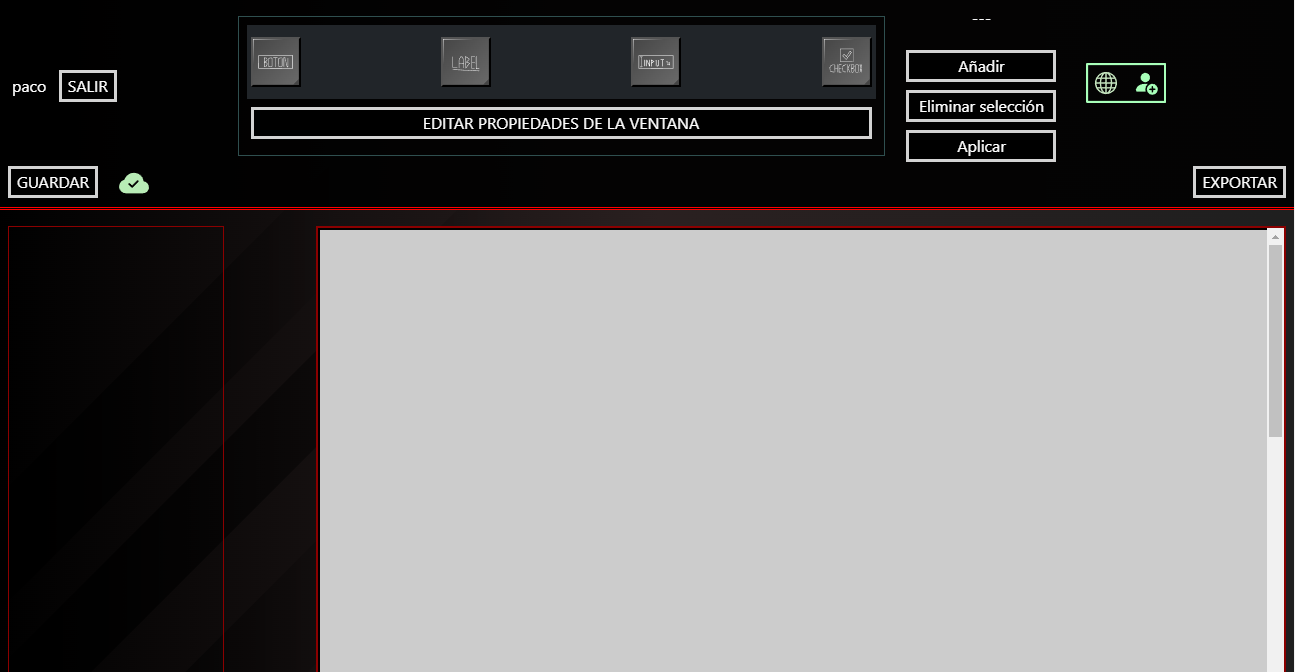 ---
BOTON
LABEL
INPUT
CHECKBOX
Añadir
paco
SALIR
Eliminar selección
EDITAR PROPIEDADES DE LA VENTANA
Aplicar
GUARDAR
EXPORTAR